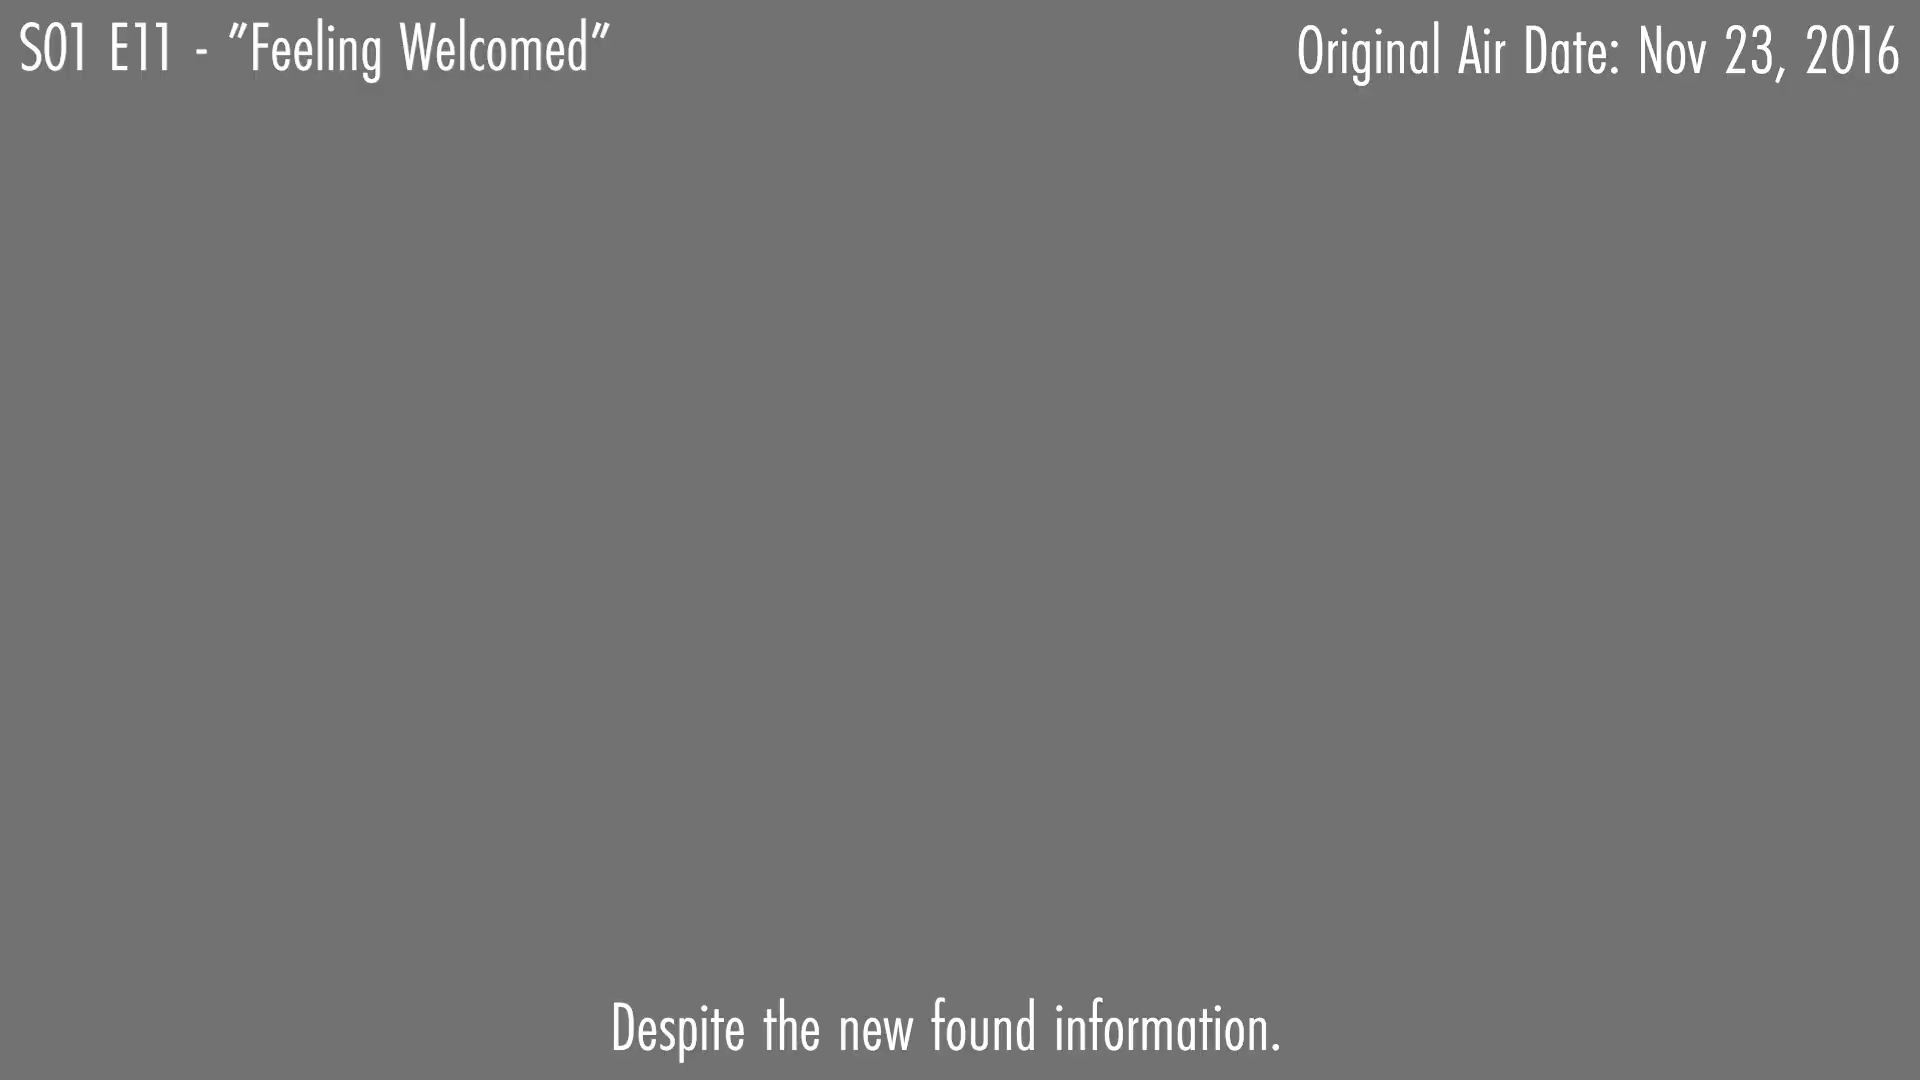 S01 E11 - "Feeling Welcomed"
Original Air Date: Nov 23, 2016
Despite the new found information.